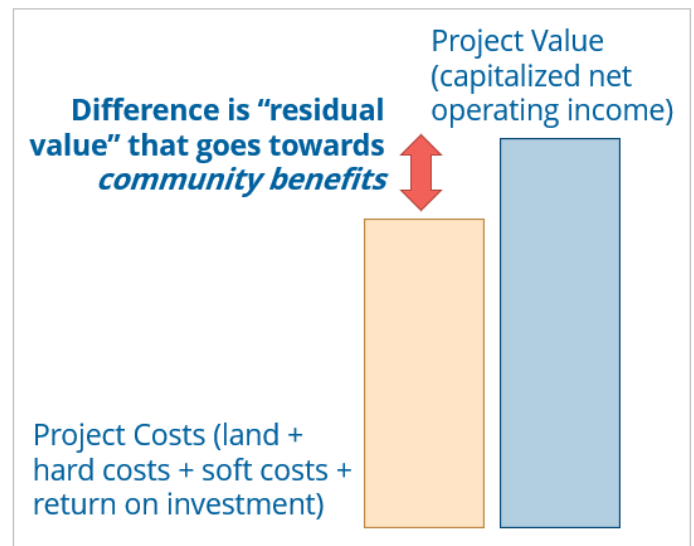 Project Value
(capitalized net
operating income)
Difference is “residual
value” that goes towards
community benefits
Project Costs (land +
hard costs + soft costs +
return on investment)